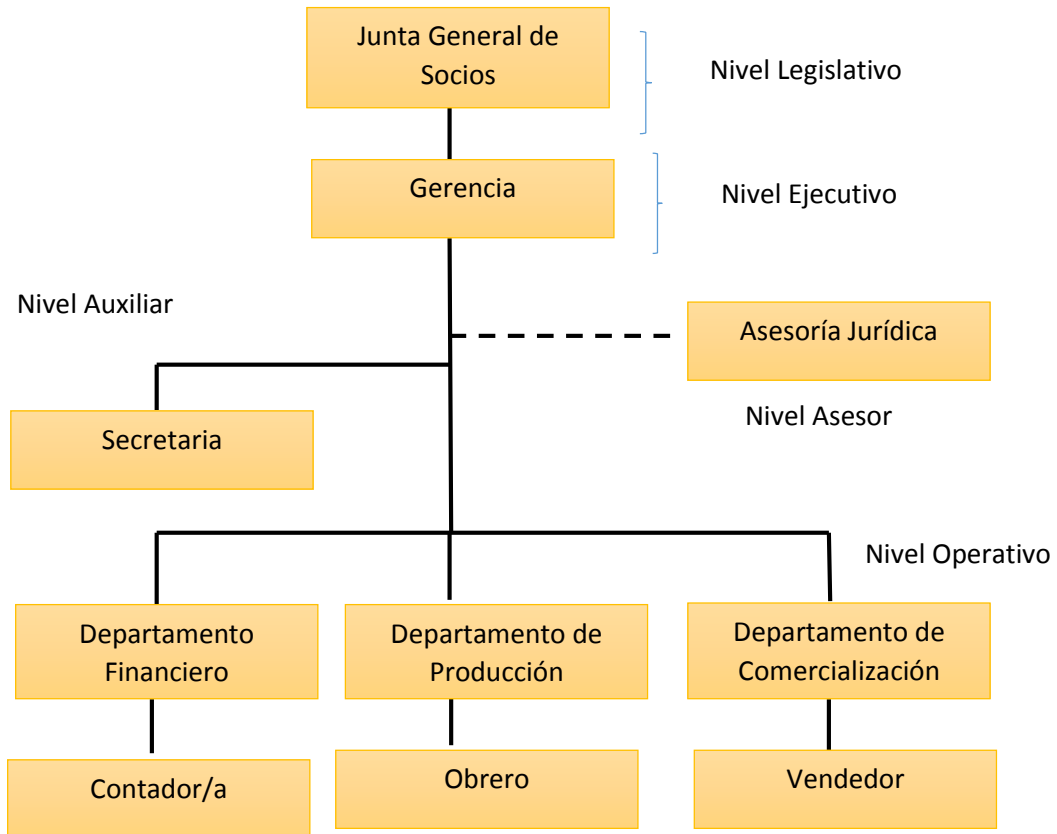 Junta General de
Socios
Nivel Legislativo
Gerencia
Nivel Ejecutivo
Nivel Auxiliar
Asesoría Jurídica
Nivel Asesor
Secretaria
Nivel Operativo
Departamento
Financiero
Departamento de
Producción
Departamento de
Comercialización
Contador/a
Obrero
Vendedor